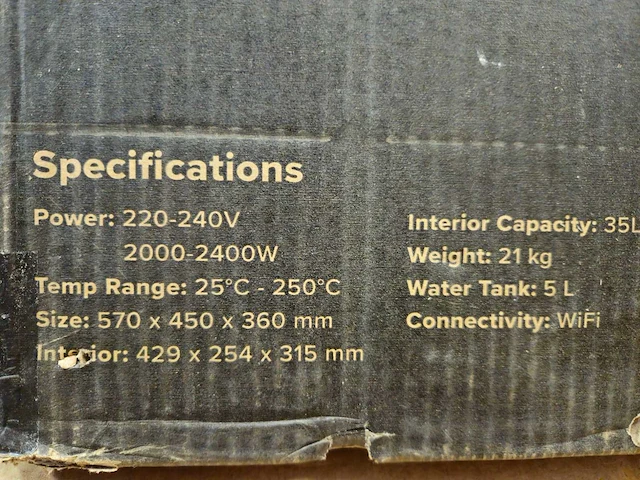 Specifications
Power: 220-240V
2000-2400W
Temp Range: 25°C - 250°C
Size: 570 x 450 x 360 mm
Interior: 429 x 254 x 315 mm
Interior Capacity: 35L
Weight: 21 kg
Water Tank: 5 L
Connectivity: WiFi